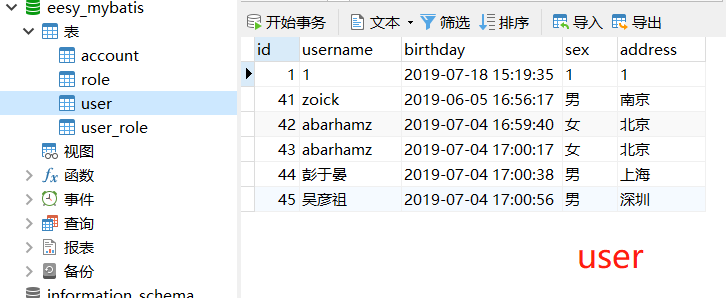 eesy_mybatis
表
account
role
user
user_role
视图
函数
事件
查询
报表
备份
information_schema
开始事务 文本 筛选 排序 导入 导出
id username birthday sex address
1 1 2019-07-18 15:19:35 1 1
41 zoick 2019-06-05 16:56:17 男 南京
42 abarhamz 2019-07-04 16:59:40 女 北京
43 abarhamz 2019-07-04 17:00:17 女 北京
44 彭于晏 2019-07-04 17:00:38 男 上海
45 吴彦祖 2019-07-04 17:00:56 男 深圳
user